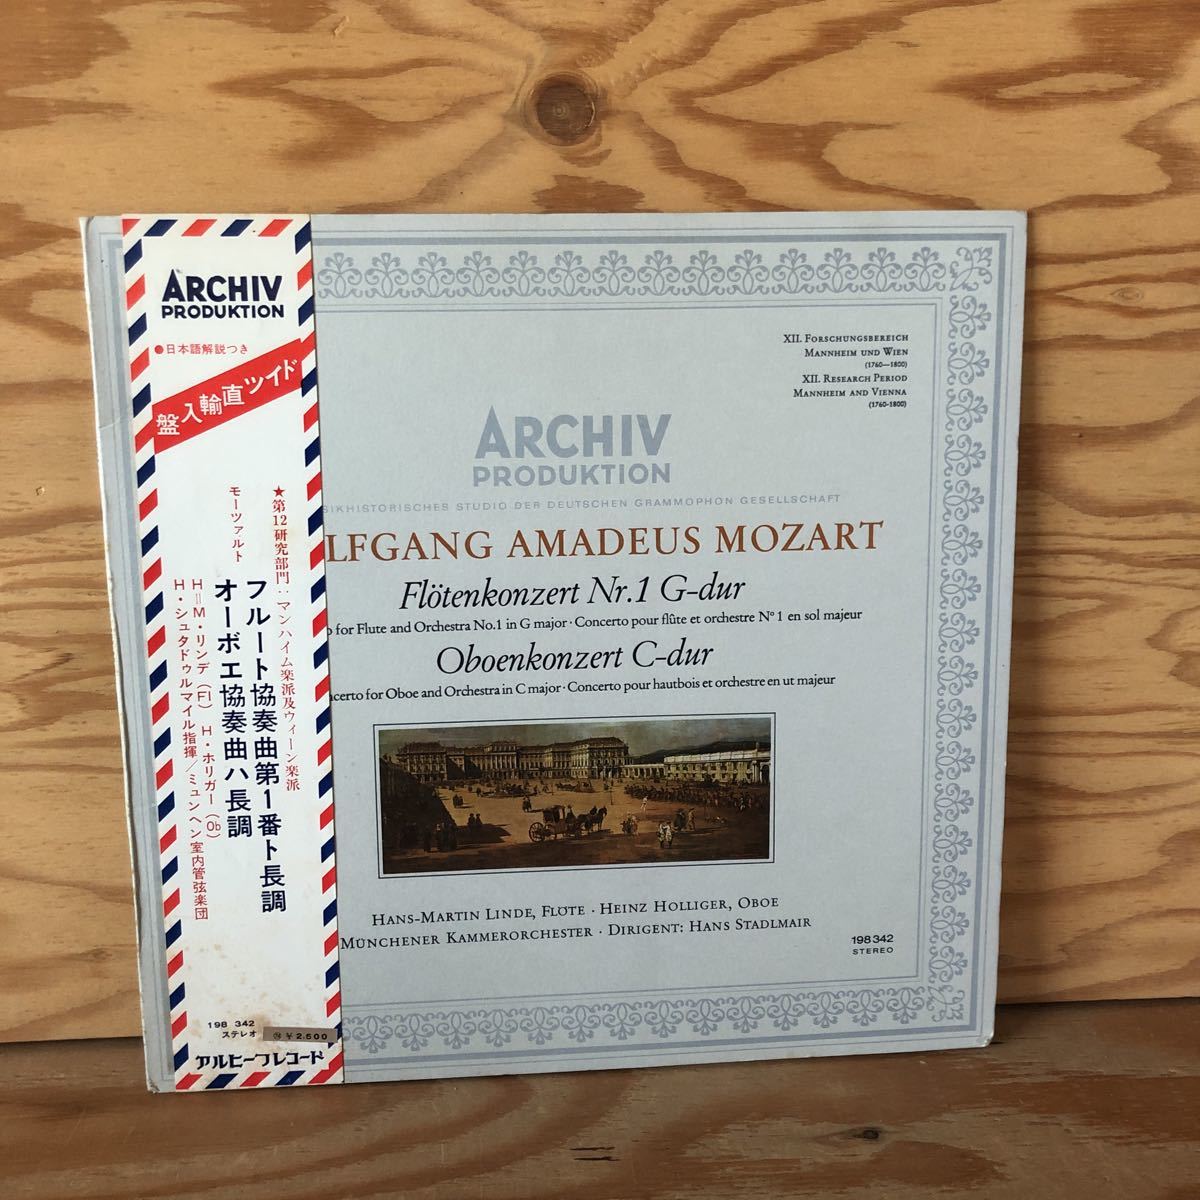 ARCHIV
PRODUKTION
●日本語解説つき
ドイツ直輸入盤
★第12研究部門:マンハイム楽派及ウィーン楽派
モーツァルト
フルート協奏曲第1番ト長調
オーボエ協奏曲ハ長調
H=M・リンデ(Fl) H・ホリガー(Ob)
H・シュタドゥルマイル指揮/ミュンヘン室内管弦楽団
198 342
ステレオ
¥2,500
アルヒーフレコード
XII. FORSCHUNGSBEREICH
MANNHEIM UND WIEN
(1760—1800)
XII. RESEARCH PERIOD
MANNHEIM AND VIENNA
(1760-1800)
ARCHIV
PRODUKTION
SIKHISTORISCHES STUDIO DER DEUTSCHEN GRAMMOPHON GESELLSCHAFT
LFGANG AMADEUS MOZART
Flötenkonzert Nr.1 G-dur
o for Flute and Orchestra No.1 in G major · Concerto pour flûte et orchestre N° 1 en sol majeur
Oboenkonzert C-dur
ncerto for Oboe and Orchestra in C major · Concerto pour hautbois et orchestre en ut majeur
HANS-MARTIN LINDE, FLÖTE · HEINZ HOLLIGER, OBOE
MÜNCHENER KAMMERORCHESTER · DIRIGENT: HANS STADLMAIR
198 342
STEREO